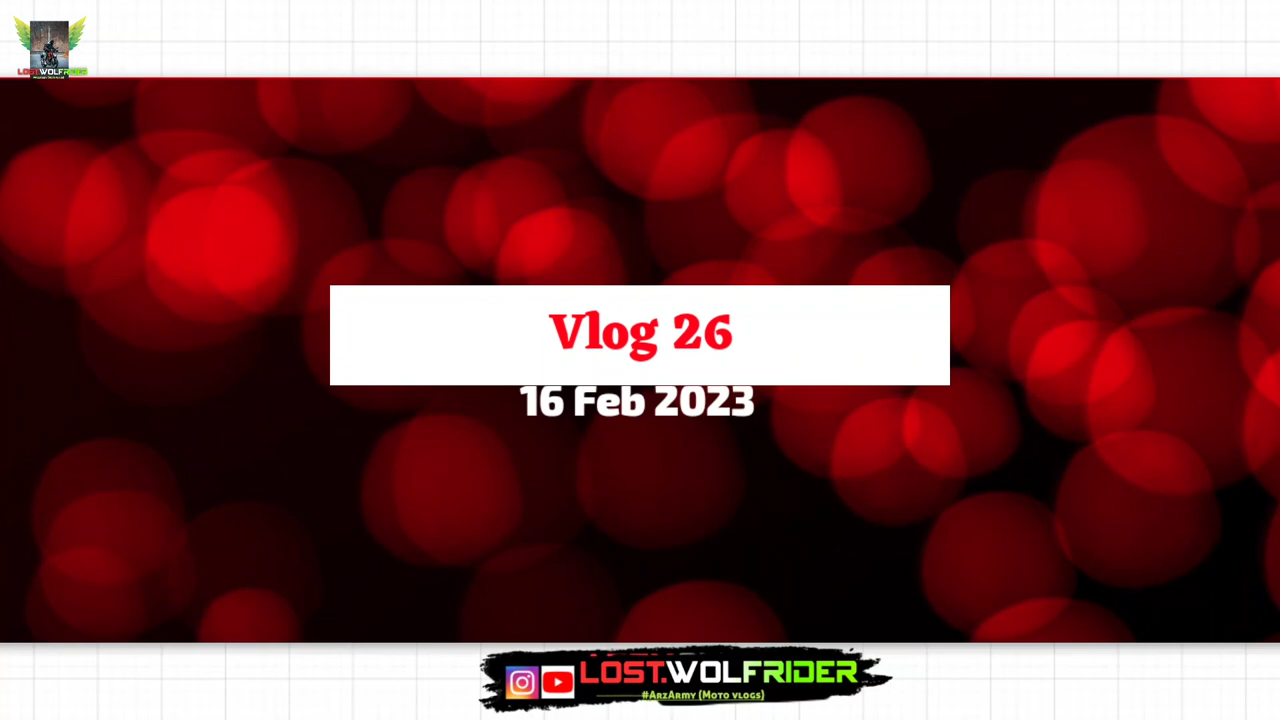 LOST.WOLFRIDER
Vlog 26
16 Feb 2023
LOST.WOLFRIDER
#ArzArmy (Moto vlogs)